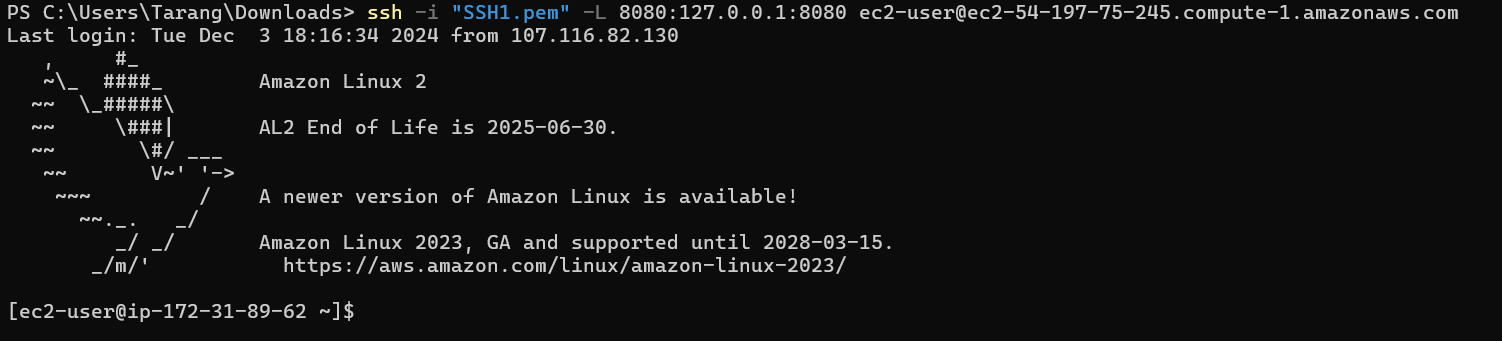 PS C:\Users\Tarang\Downloads> ssh -i "SSH1.pem" -L 8080:127.0.0.1:8080 ec2-user@ec2-54-197-75-245.compute-1.amazonaws.com
Last login: Tue Dec  3 18:16:34 2024 from 107.116.82.130
   ,     #_
   ~\_  ####_        Amazon Linux 2
  ~~  \_#####\
  ~~     \###|       AL2 End of Life is 2025-06-30.
  ~~       \#/ ___
   ~~       V~' '->
    ~~~         /    A newer version of Amazon Linux is available!
      ~~._.   _/
         _/ _/       Amazon Linux 2023, GA and supported until 2028-03-15.
       _/m/'           https://aws.amazon.com/linux/amazon-linux-2023/
[ec2-user@ip-172-31-89-62 ~]$